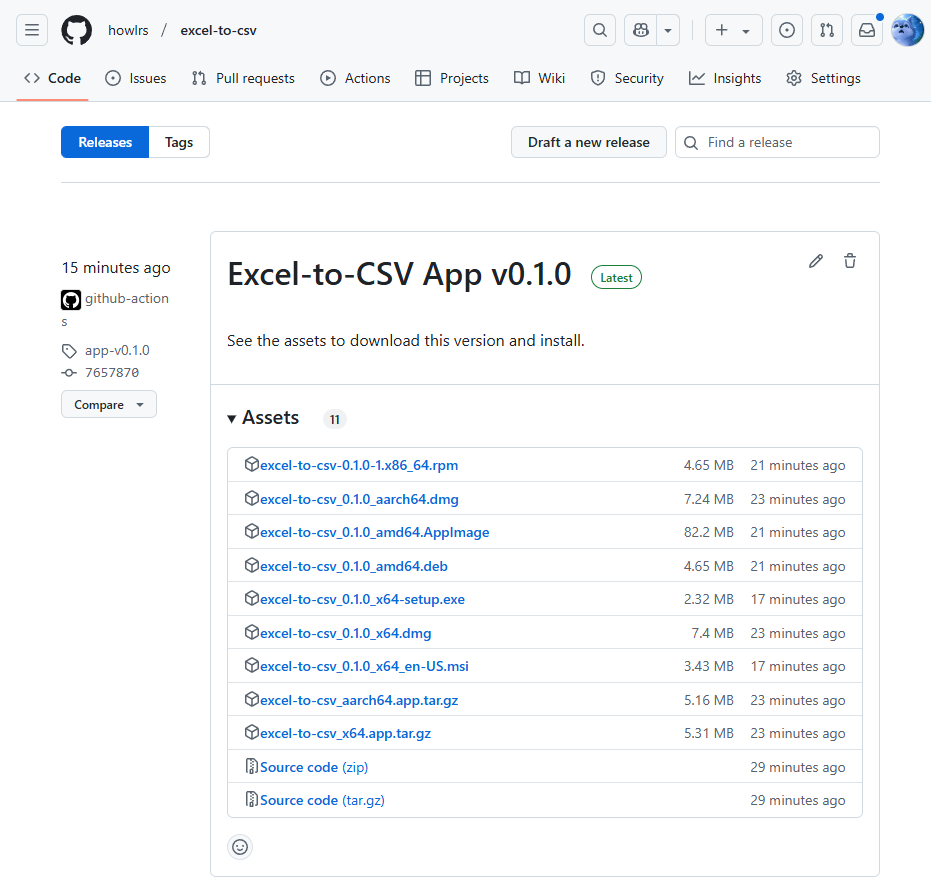 howlrs / excel-to-csv
Code Issues Pull requests Actions Projects Wiki Security Insights Settings
Releases Tags Draft a new release Find a release
15 minutes ago
github-action
s
app-v0.1.0
7657870
Compare
Excel-to-CSV App v0.1.0 Latest
See the assets to download this version and install.
Assets 11
excel-to-csv-0.1.0-1.x86_64.rpm 4.65 MB 21 minutes ago
excel-to-csv_0.1.0_aarch64.dmg 7.24 MB 23 minutes ago
excel-to-csv_0.1.0_amd64.AppImage 82.2 MB 21 minutes ago
excel-to-csv_0.1.0_amd64.deb 4.65 MB 21 minutes ago
excel-to-csv_0.1.0_x64-setup.exe 2.32 MB 17 minutes ago
excel-to-csv_0.1.0_x64.dmg 7.4 MB 23 minutes ago
excel-to-csv_0.1.0_x64_en-US.msi 3.43 MB 17 minutes ago
excel-to-csv_aarch64.app.tar.gz 5.16 MB 23 minutes ago
excel-to-csv_x64.app.tar.gz 5.31 MB 23 minutes ago
Source code (zip) 29 minutes ago
Source code (tar.gz) 29 minutes ago